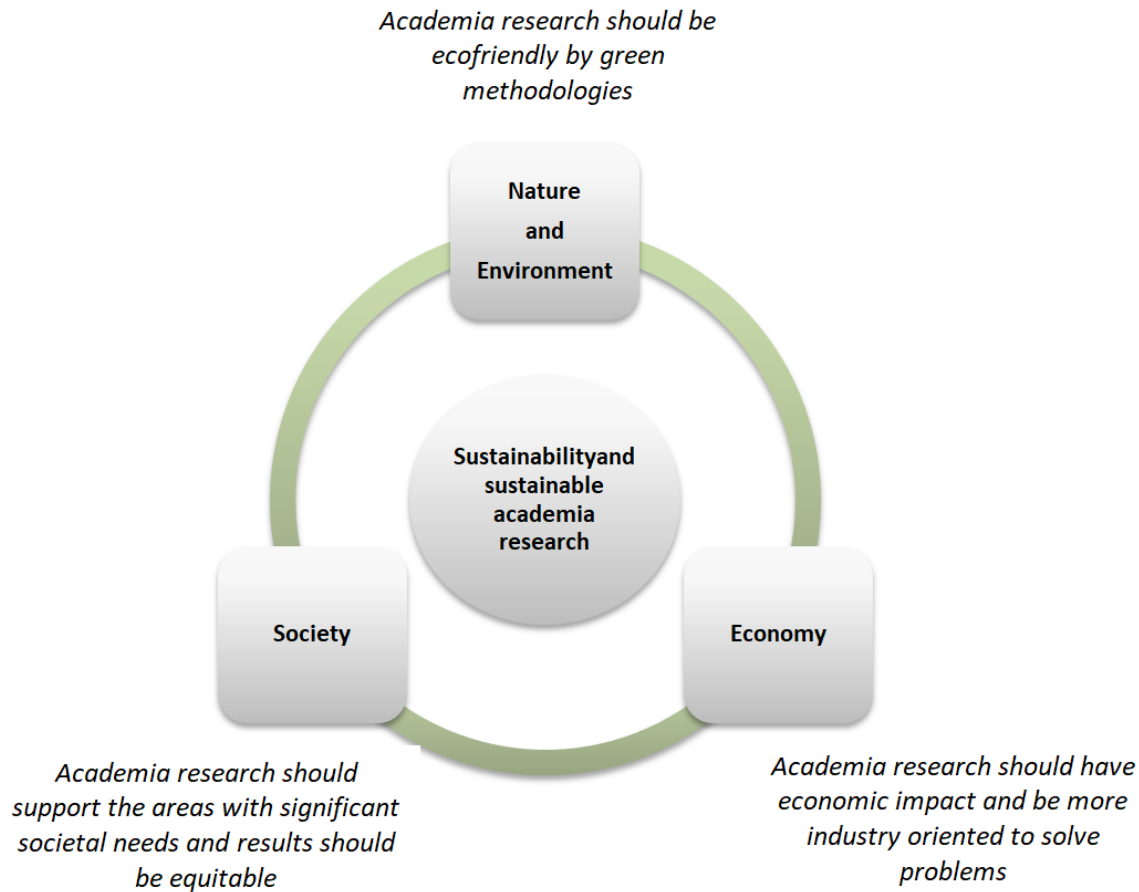 Academia research should be
ecofriendly by green
methodologies
Nature
and
Environment
Sustainabilityand
sustainable
academia
research
Society
Economy
Academia research should
support the areas with significant
societal needs and results should
be equitable
Academia research should have
economic impact and be more
industry oriented to solve
problems